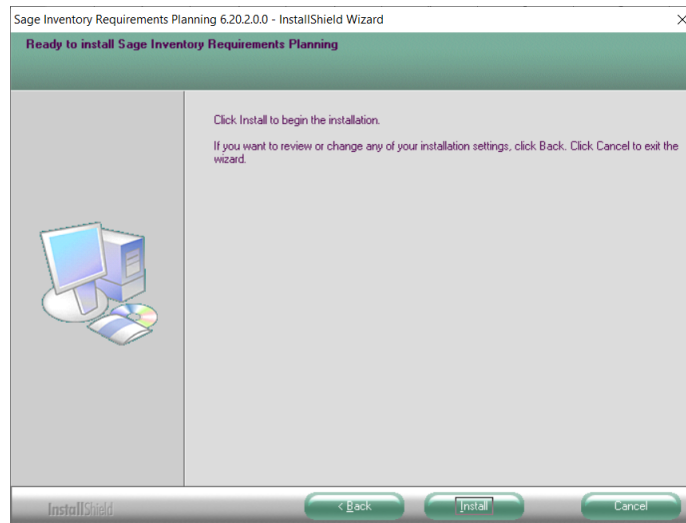 Sage Inventory Requirements Planning 6.20.2.0.0 - InstallShield Wizard
Ready to install Sage Inventory Requirements Planning
Click Install to begin the installation.
If you want to review or change any of your installation settings, click Back. Click Cancel to exit the
wizard.
InstallShield
< Back
Install
Cancel